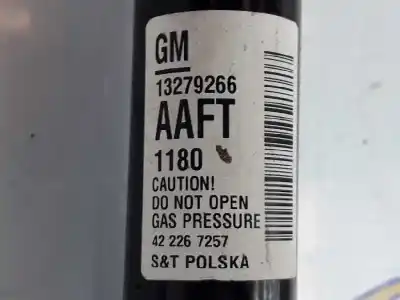 GM
13279266
AAFT
1180
CAUTION!
DO NOT OPEN
GAS PRESSURE
42 226 7257
S&T POLSKA